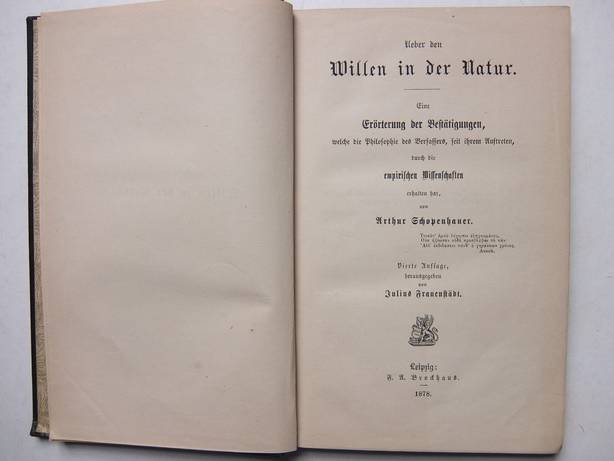 Ueber den
Willen in der Natur.
Eine
Erörterung der Bestätigungen,
welche die Philosophie des Verfassers, seit ihrem Auftreten,
durch die
empirischen Wissenschaften
erhalten hat,
von
Arthur Schopenhauer.
Vierte Auflage,
herausgegeben
von
Julius Frauenstädt.
Leipzig:
F. A. Brockhaus.
1878.